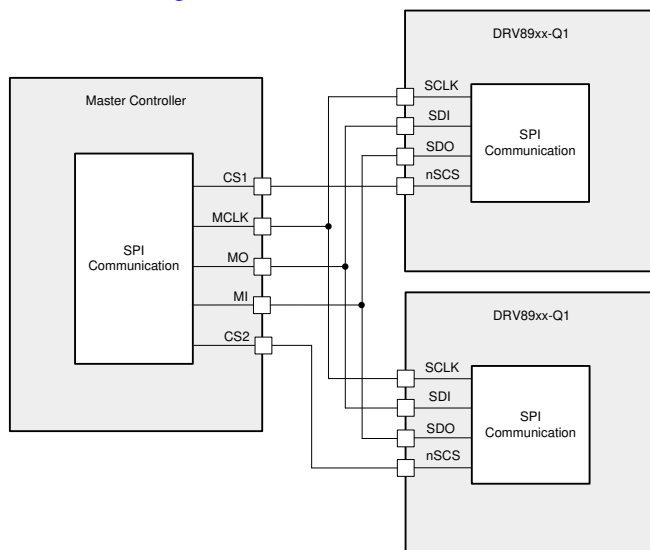 DRV89xx-Q1
SCLK
SDI
SDO
nSCS
SPI
Communication
Master Controller
CS1
MCLK
MO
MI
CS2
SPI
Communication
DRV89xx-Q1
SCLK
SDI
SDO
nSCS
SPI
Communication